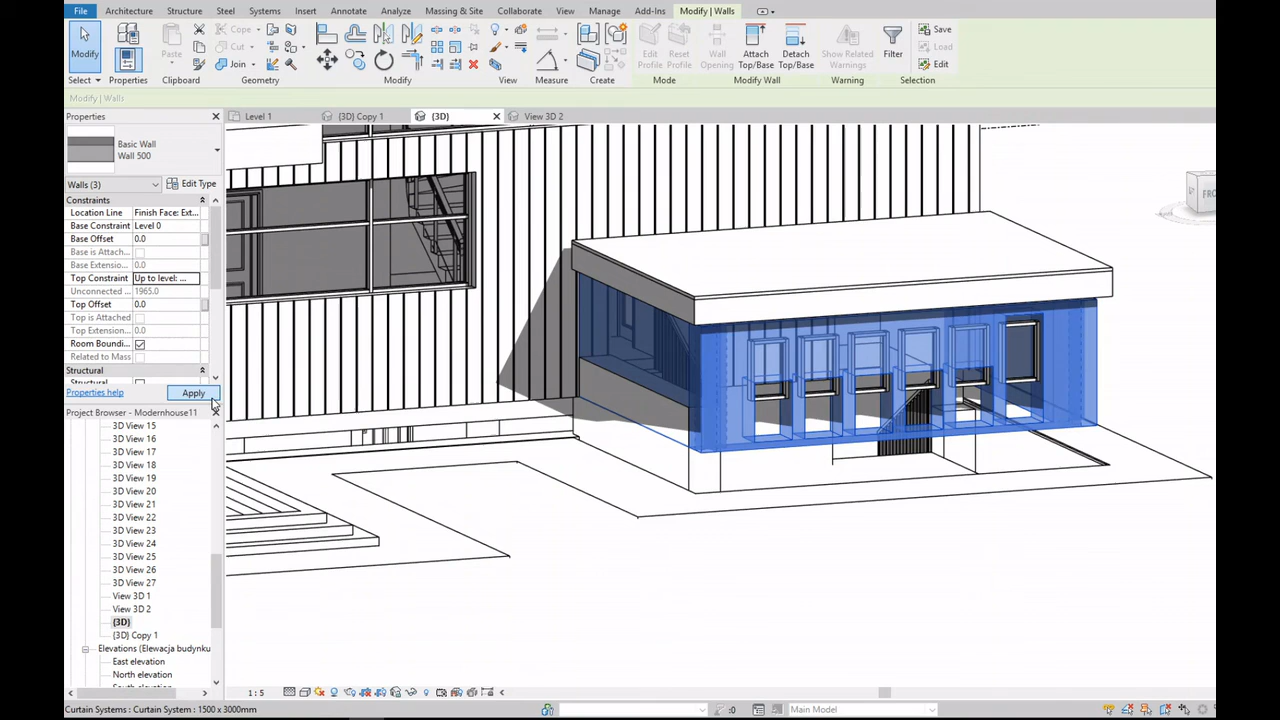 File Architecture Structure Steel Systems Insert Annotate Analyze Massing & Site Collaborate View Manage Add-Ins Modify | Walls
Modify Paste Cope Cut Join Edit Profile Reset Profile Wall Opening Attach Top/Base Detach Top/Base Show Related Warnings Filter Save Load Edit
Select Properties Clipboard Geometry Modify View Measure Create Mode Modify Wall Warning Selection
Modify | Walls
Properties
Level 1 {3D} Copy 1 {3D} View 3D 2
Basic Wall
Wall 500
Walls (3) Edit Type
Constraints
Location Line Finish Face: Ext...
Base Constraint Level 0
Base Offset 0.0
Base is Attach...
Base Extensio... 0.0
Top Constraint Up to level: ...
Unconnected ... 1965.0
Top Offset 0.0
Top is Attached
Top Extension... 0.0
Room Boundi...
Related to Mass
Structural
Structural
Properties help Apply
Project Browser - Modernhouse11
3D View 15
3D View 16
3D View 17
3D View 18
3D View 19
3D View 20
3D View 21
3D View 22
3D View 23
3D View 24
3D View 25
3D View 26
3D View 27
View 3D 1
View 3D 2
{3D}
{3D} Copy 1
Elevations (Elewacja budynku
East elevation
North elevation
1 : 5
Curtain Systems : Curtain System : 1500 x 3000mm
:0 Main Model